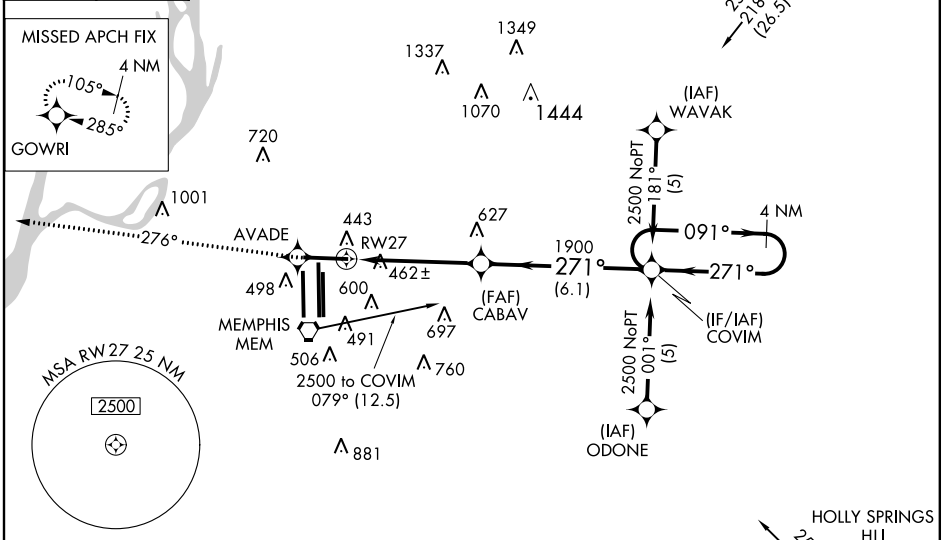 MISSED APCH FIX
4 NM
105°
285°
GOWRI
1337
1349
1070
1444
218
(26.5)
(IAF)
WAVAK
2500 NoPT
181°
(5)
720
1001
276°
AVADE
443
RW27
462±
627
1900
271°
(6.1)
091°
4 NM
271°
498
600
(FAF)
CABAV
(IF/IAF)
COVIM
MEMPHIS
MEM
491
697
506
760
2500 to COVIM
079° (12.5)
2500 NoPT
001°
(5)
(IAF)
ODONE
MSA RW27 25 NM
2500
881
HOLLY SPRINGS